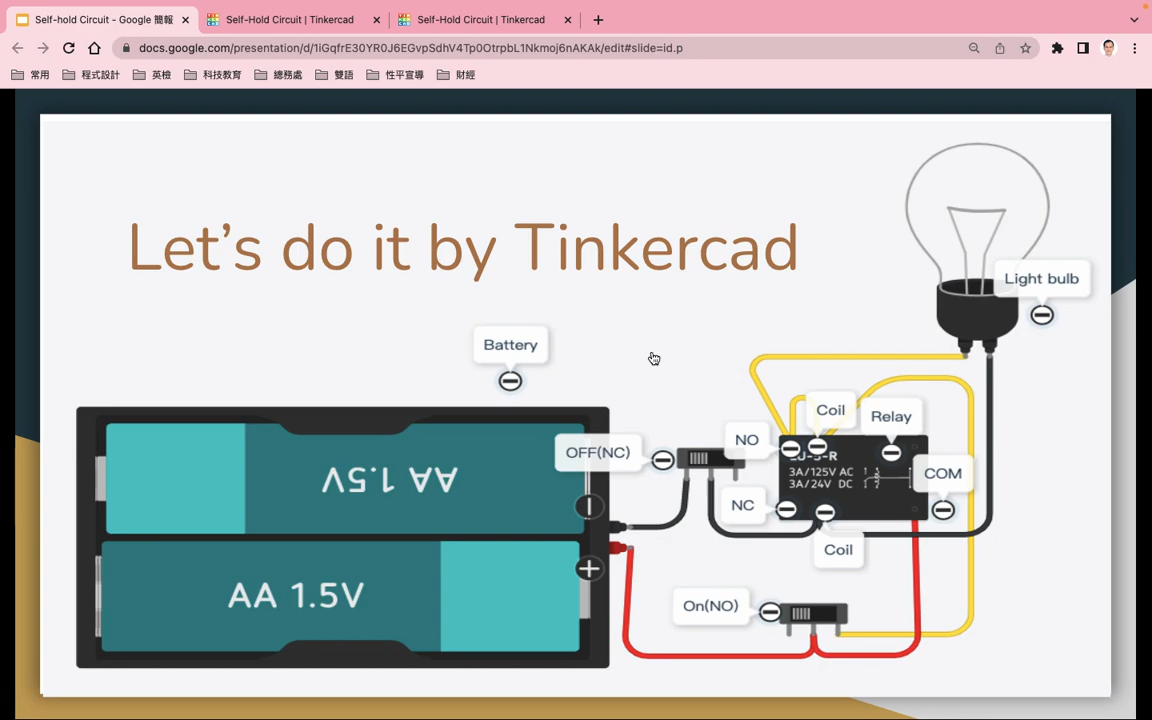 Self-hold Circuit - Google 簡報
Self-Hold Circuit | Tinkercad
Self-Hold Circuit | Tinkercad
docs.google.com/presentation/d/1iGqfrE30YR0J6EGvpSdhV4Tp0OtrpbL1Nkmoj6nAKAk/edit#slide=id.p
常用
程式設計
英檢
科技教育
總務處
雙語
性平宣導
財經
Let's do it by Tinkercad
Light bulb
Battery
Coil
Relay
NO
OFF(NC)
3A/125V AC
3A/24V DC
COM
NC
AA 1.5V
Coil
AA 1.5V
On(NO)